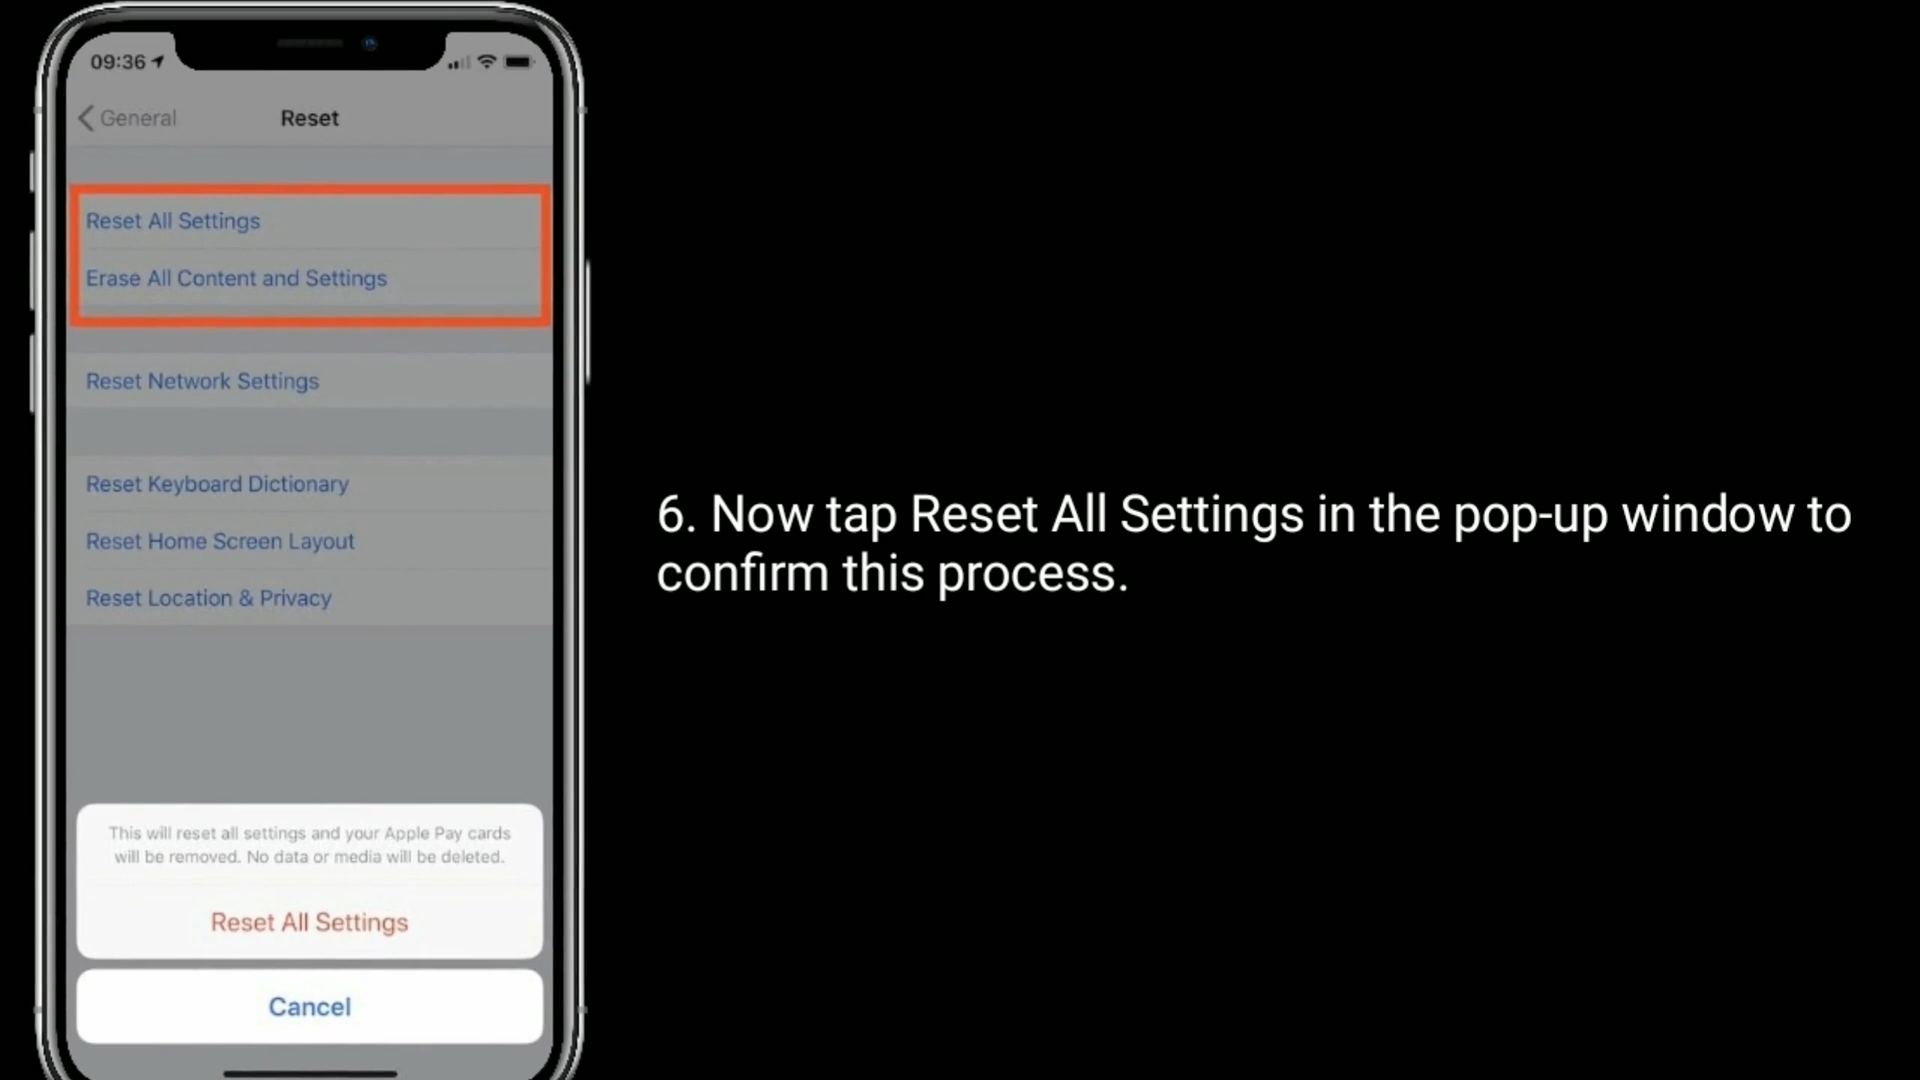 09:36
General
Reset
Reset All Settings
Erase All Content and Settings
Reset Network Settings
Reset Keyboard Dictionary
Reset Home Screen Layout
Reset Location & Privacy
This will reset all settings and your Apple Pay cards
will be removed. No data or media will be deleted.
Reset All Settings
Cancel
6. Now tap Reset All Settings in the pop-up window to
confirm this process.